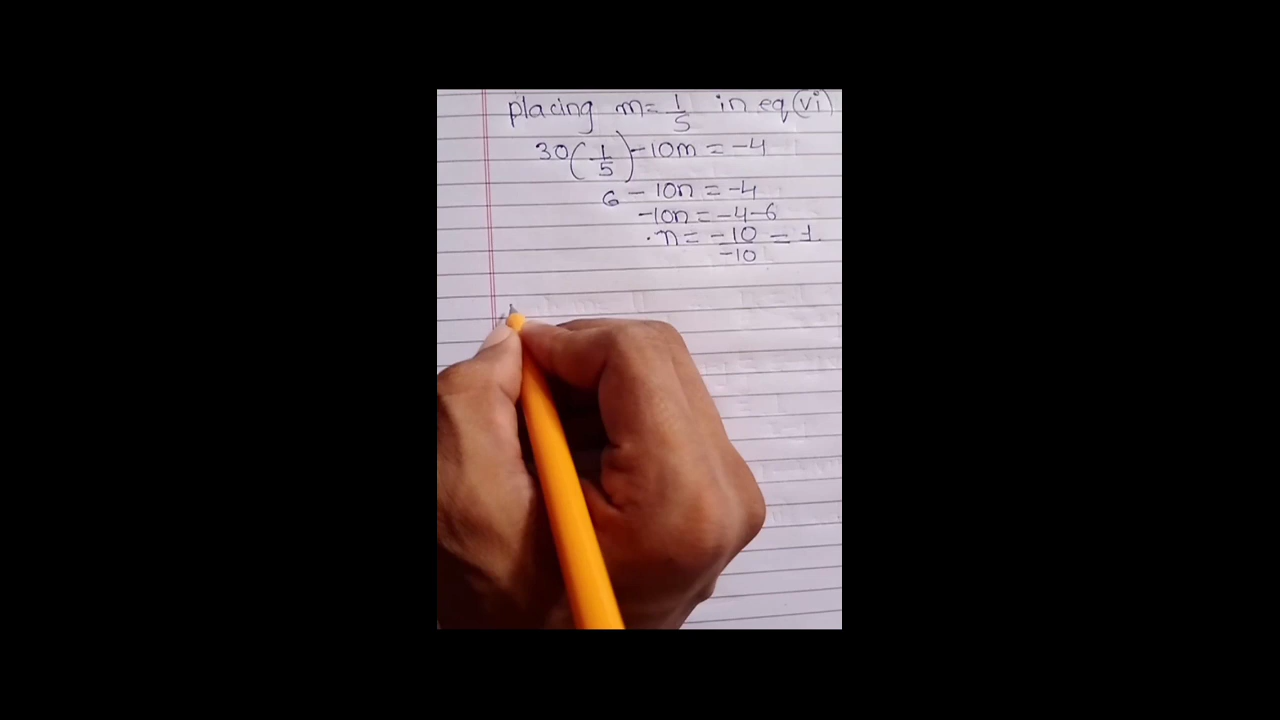 placing m= 1/5 in eq(vi)
30(1/5)-10m = -4
6 - 10n = -4
-10n = -4-6
.n = -10/-10 = 1